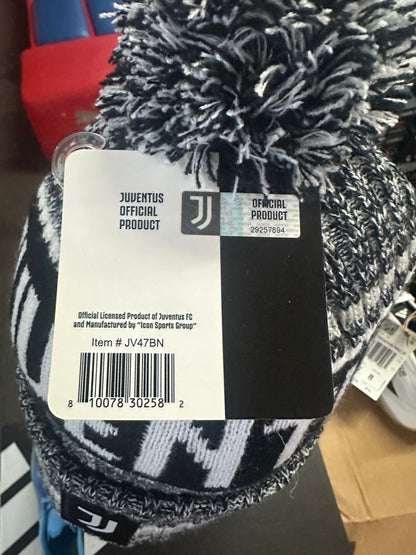 JUVENTUS
OFFICIAL
PRODUCT
OFFICIAL
PRODUCT
29257894
Official Licensed Product of Juventus FC
and Manufactured by "Icon Sports Group"
Item # JV47BN
8 10078 30258 2